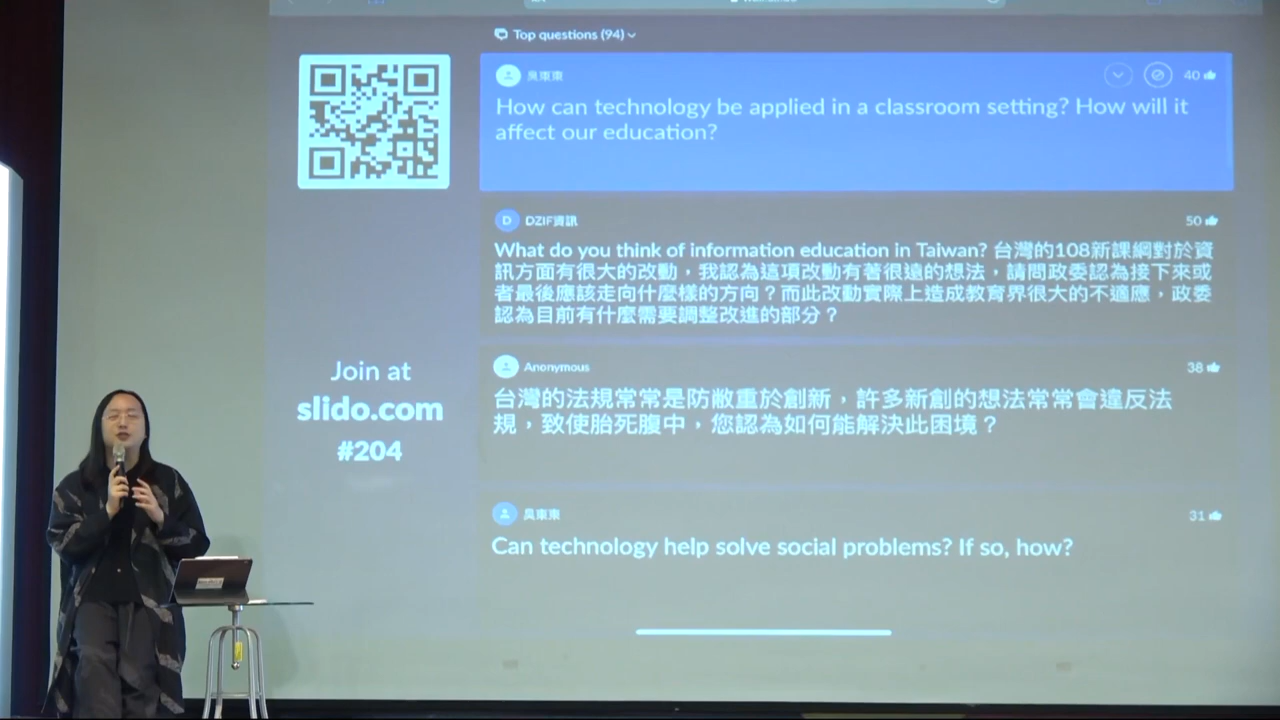 Top questions (94)
吳東東
40
How can technology be applied in a classroom setting? How will it
affect our education?
D
DZIF資訊
50
What do you think of information education in Taiwan? 台灣的108新課綱對於資
訊方面有很大的改動，我認為這項改動有著很遠的想法，請問政委認為接下來或
者最後應該走向什麼樣的方向？而此改動實際上造成教育界很大的不適應，政委
認為目前有什麼需要調整改進的部分？
Anonymous
38
台灣的法規常常是防敝重於創新，許多新創的想法常常會違反法
規，致使胎死腹中，您認為如何能解決此困境？
吳東東
31
Can technology help solve social problems? If so, how?
Join at
slido.com
#204